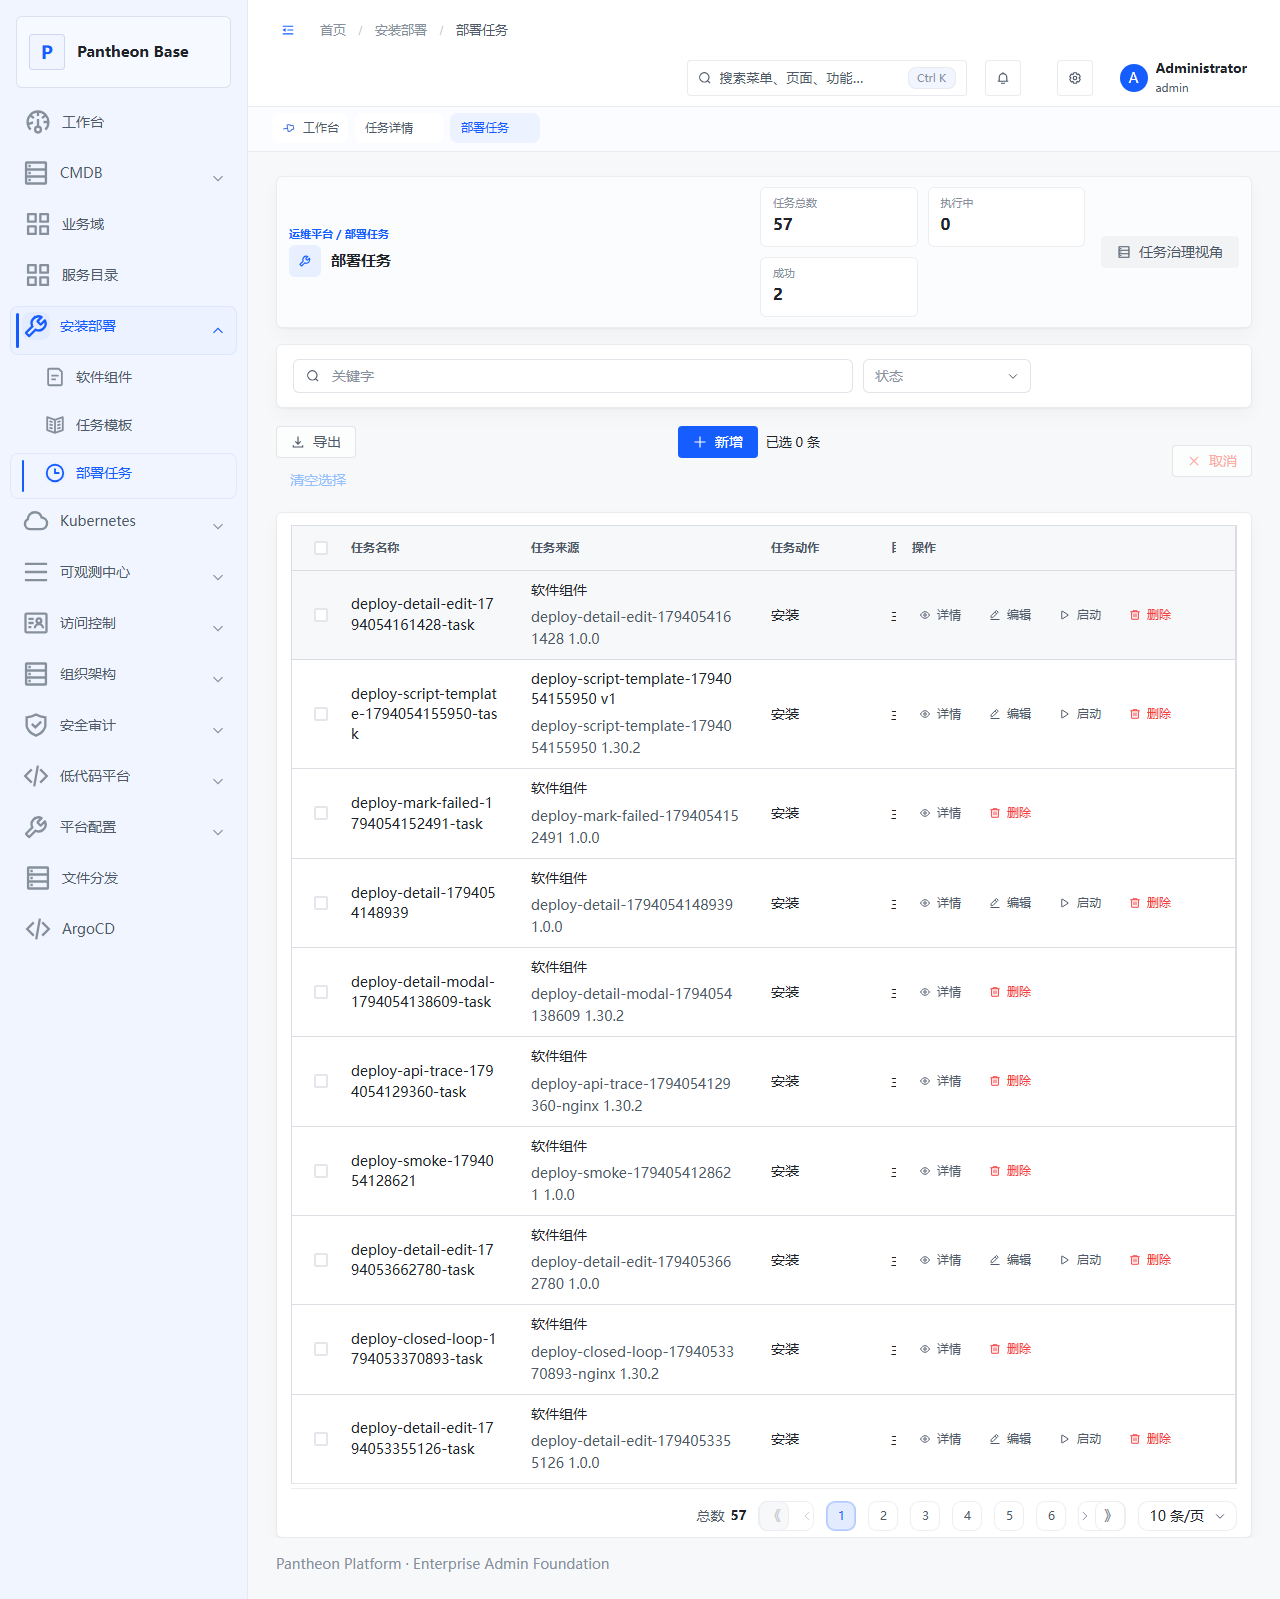 P Pantheon Base
工作台
CMDB
业务域
服务目录
安装部署
软件组件
任务模板
部署任务
Kubernetes
可观测中心
访问控制
组织架构
安全审计
低代码平台
平台配置
文件分发
ArgoCD
首页 / 安装部署 / 部署任务
搜索菜单、页面、功能... Ctrl K
A Administrator
admin
工作台 任务详情 部署任务
运维平台 / 部署任务
部署任务
任务总数
57
执行中
0
成功
2
任务治理视角
关键字 状态
导出 新增 已选 0 条
清空选择 取消
任务名称 任务来源 任务动作 操作
deploy-detail-edit-17
94054161428-task
软件组件
deploy-detail-edit-179405416
1428 1.0.0
安装 详情 编辑 启动 删除
deploy-script-templat
e-1794054155950-tas
k
deploy-script-template-17940
54155950 v1
deploy-script-template-17940
54155950 1.30.2
安装 详情 编辑 启动 删除
deploy-mark-failed-1
794054152491-task
软件组件
deploy-mark-failed-179405415
2491 1.0.0
安装 详情 删除
deploy-detail-179405
4148939
软件组件
deploy-detail-1794054148939
1.0.0
安装 详情 编辑 启动 删除
deploy-detail-modal-
1794054138609-task
软件组件
deploy-detail-modal-1794054
138609 1.30.2
安装 详情 删除
deploy-api-trace-179
4054129360-task
软件组件
deploy-api-trace-1794054129
360-nginx 1.30.2
安装 详情 删除
deploy-smoke-17940
54128621
软件组件
deploy-smoke-179405412862
1 1.0.0
安装 详情 删除
deploy-detail-edit-17
94053662780-task
软件组件
deploy-detail-edit-179405366
2780 1.0.0
安装 详情 编辑 启动 删除
deploy-closed-loop-1
794053370893-task
软件组件
deploy-closed-loop-17940533
70893-nginx 1.30.2
安装 详情 删除
deploy-detail-edit-17
94053355126-task
软件组件
deploy-detail-edit-179405335
5126 1.0.0
安装 详情 编辑 启动 删除
总数 57 1 2 3 4 5 6 10 条/页
Pantheon Platform · Enterprise Admin Foundation